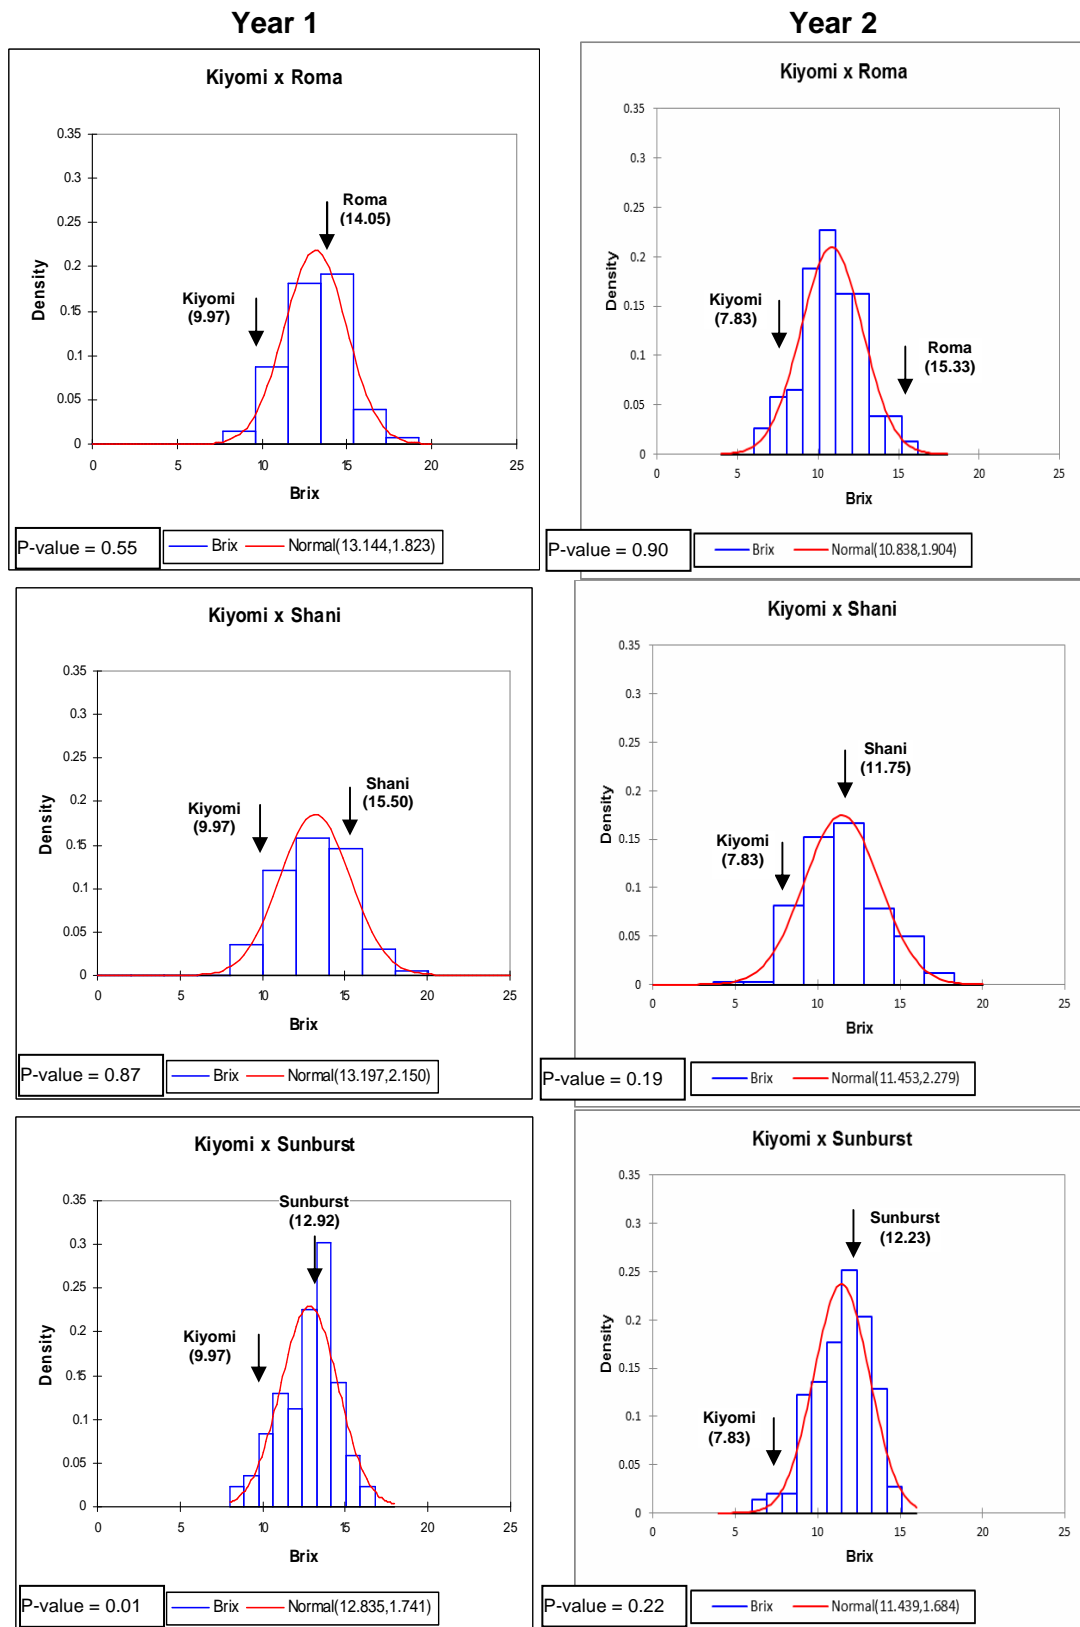 Year 1
Year 2
Kiyomi x Roma
0.35
0.3
0.25
0.2
0.15
0.1
0.05
0
0
5
10
15
20
25
Density
Brix
Kiyomi
(9.97)
Roma
(14.05)
P-value = 0.55
Brix
Normal(13.144,1.823)
Kiyomi x Roma
0.35
0.3
0.25
0.2
0.15
0.1
0.05
0
0
5
10
15
20
25
Density
Brix
Kiyomi
(7.83)
Roma
(15.33)
P-value = 0.90
Brix
Normal(10.838,1.904)
Kiyomi x Shani
0.35
0.3
0.25
0.2
0.15
0.1
0.05
0
0
5
10
15
20
25
Density
Brix
Kiyomi
(9.97)
Shani
(15.50)
P-value = 0.87
Brix
Normal(13.197,2.150)
Kiyomi x Shani
0.35
0.3
0.25
0.2
0.15
0.1
0.05
0
0
5
10
15
20
25
Density
Brix
Kiyomi
(7.83)
Shani
(11.75)
P-value = 0.19
Brix
Normal(11.453,2.279)
Kiyomi x Sunburst
0.35
0.3
0.25
0.2
0.15
0.1
0.05
0
0
5
10
15
20
25
Density
Brix
Kiyomi
(9.97)
Sunburst
(12.92)
P-value = 0.01
Brix
Normal(12.835,1.741)
Kiyomi x Sunburst
0.35
0.3
0.25
0.2
0.15
0.1
0.05
0
0
5
10
15
20
25
Density
Brix
Kiyomi
(7.83)
Sunburst
(12.23)
P-value = 0.22
Brix
Normal(11.439,1.684)